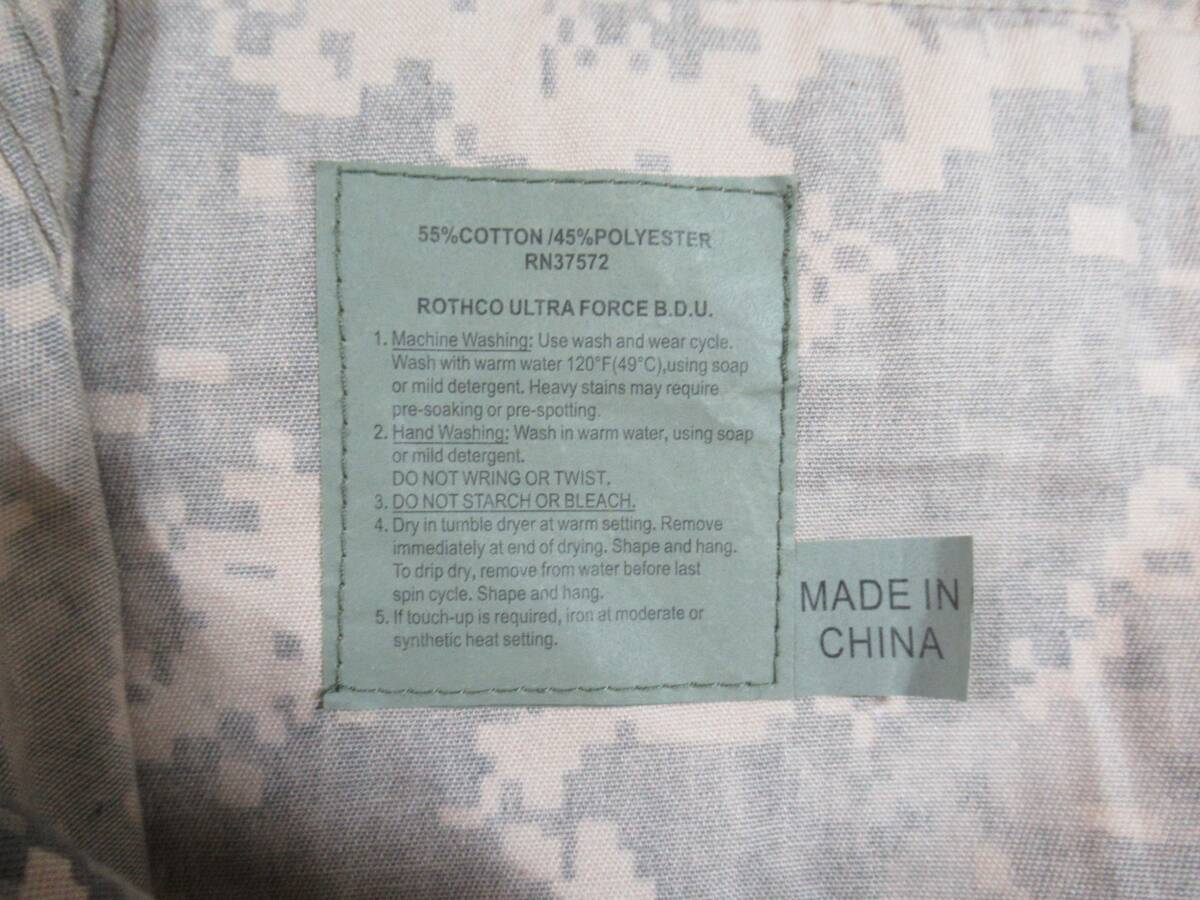 55%COTTON /45%POLYESTER
RN37572
ROTHCO ULTRA FORCE B.D.U.
1. Machine Washing: Use wash and wear cycle.
Wash with warm water 120°F(49°C),using soap
or mild detergent. Heavy stains may require
pre-soaking or pre-spotting.
2. Hand Washing: Wash in warm water, using soap
or mild detergent.
DO NOT WRING OR TWIST.
3. DO NOT STARCH OR BLEACH.
4. Dry in tumble dryer at warm setting. Remove
immediately at end of drying. Shape and hang.
To drip dry, remove from water before last
spin cycle. Shape and hang.
5. If touch-up is required, iron at moderate or
synthetic heat setting.
MADE IN
CHINA